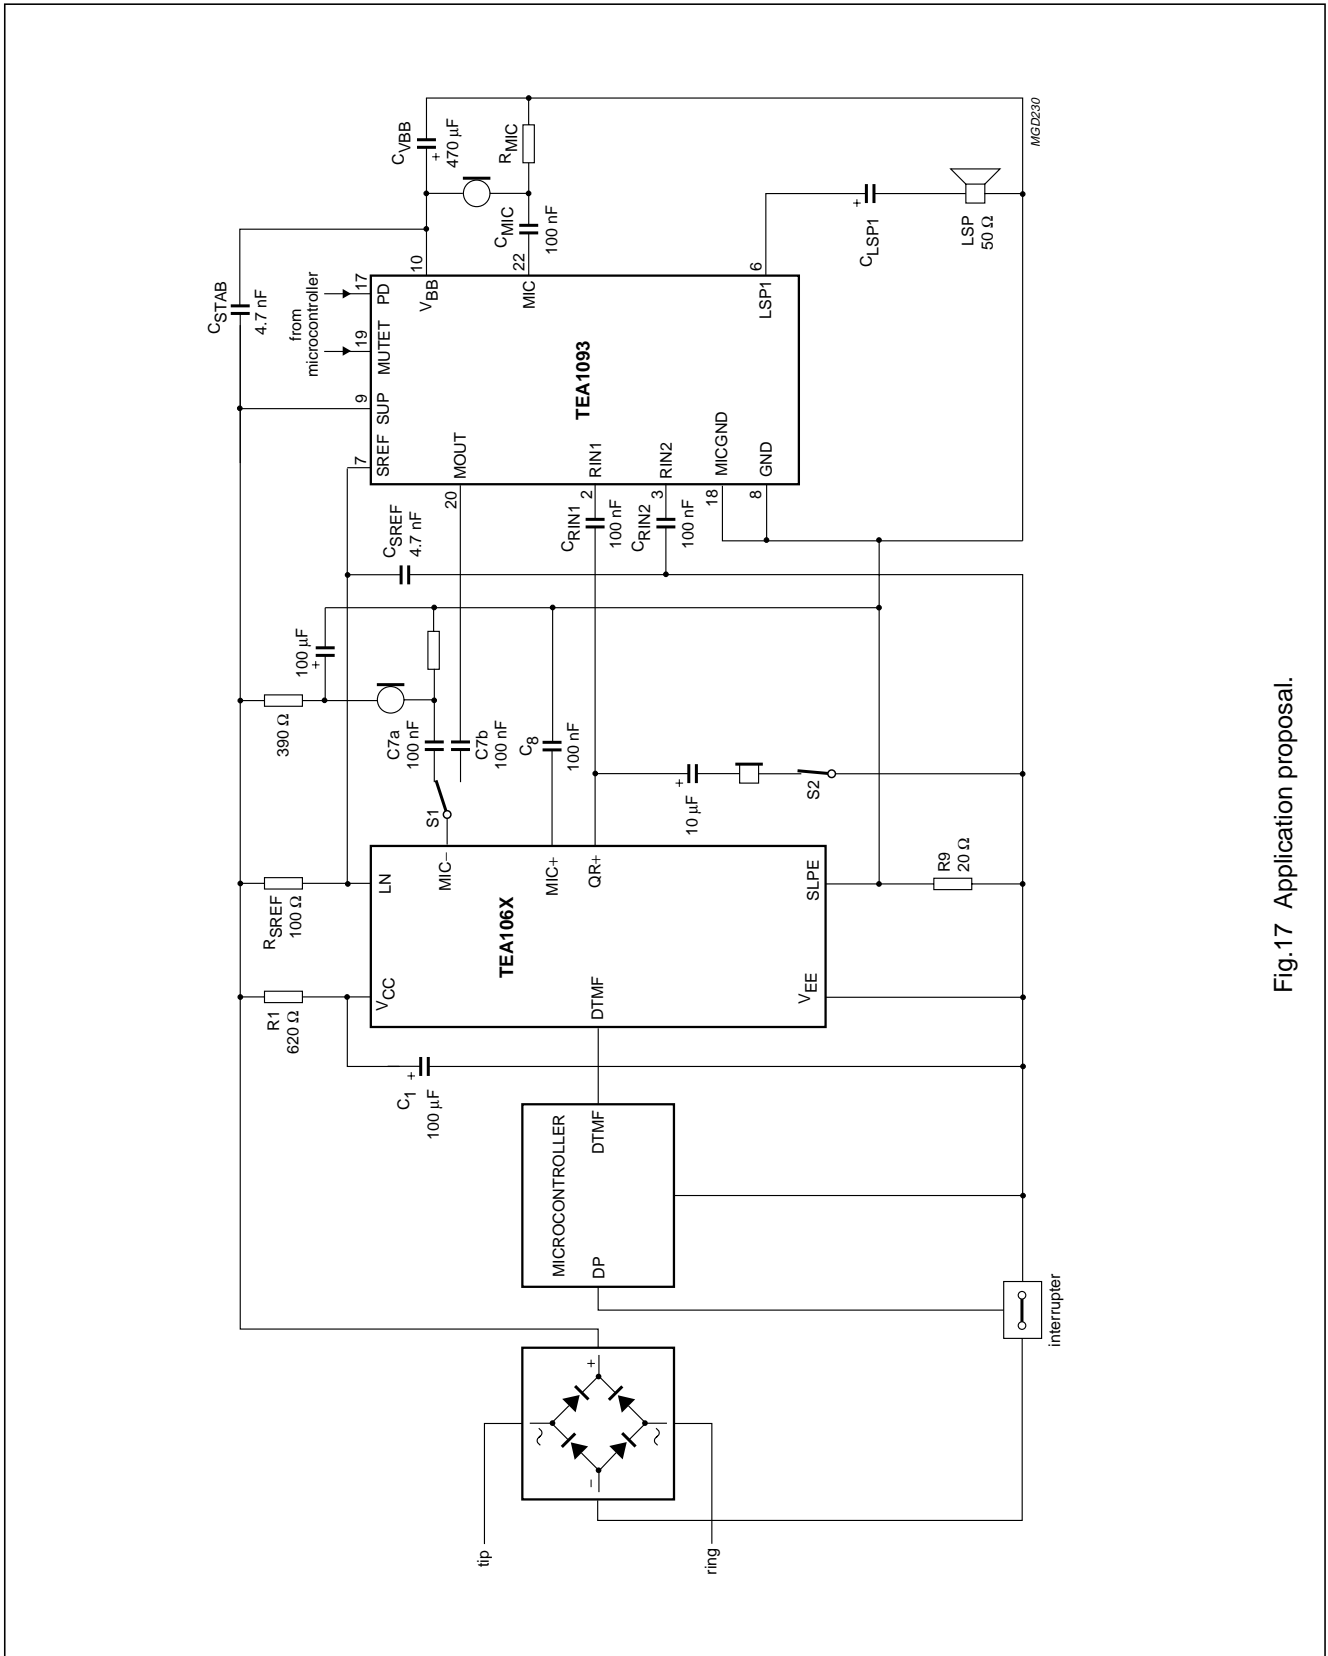 CVBB
+
470 µF
RMIC
CSTAB
4.7 nF
from
microcontroller
CMIC
100 nF
17
PD
19
MUTET
9
SUP
7
SREF
10
VBB
22
MIC
6
LSP1
+
CLSP1
LSP
50 Ω
TEA1093
MOUT
20
RIN1
2
RIN2
3
MICGND
18
GND
8
CSREF
4.7 nF
CRIN1
100 nF
CRIN2
100 nF
100 µF
+
390 Ω
C7a
100 nF
C7b
100 nF
C8
100 nF
S1
+
10 µF
S2
RSREF
100 Ω
R1
620 Ω
LN
VCC
MIC−
MIC+
QR+
SLPE
VEE
DTMF
TEA106X
R9
20 Ω
C1
+
100 µF
MICROCONTROLLER
DTMF
DP
interrupter
+
−
~
~
tip
ring
MGD230
Fig.17 Application proposal.